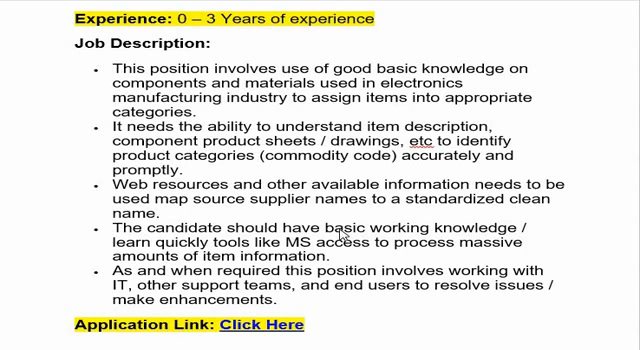 Experience: 0 – 3 Years of experience
Job Description:
• This position involves use of good basic knowledge on
components and materials used in electronics
manufacturing industry to assign items into appropriate
categories.
• It needs the ability to understand item description,
component product sheets / drawings, etc to identify
product categories (commodity code) accurately and
promptly.
• Web resources and other available information needs to be
used map source supplier names to a standardized clean
name.
• The candidate should have basic working knowledge /
learn quickly tools like MS access to process massive
amounts of item information.
• As and when required this position involves working with
IT, other support teams, and end users to resolve issues /
make enhancements.
Application Link: Click Here